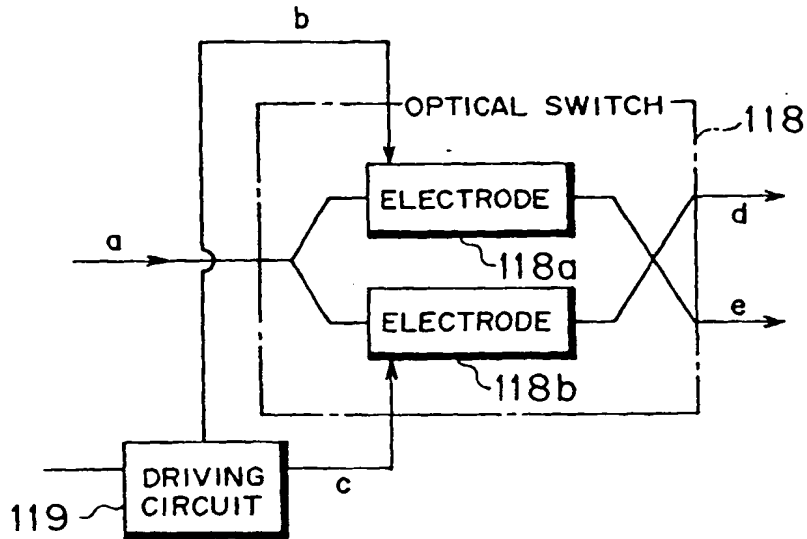 b
OPTICAL SWITCH
118
ELECTRODE
a
d
118a
ELECTRODE
e
118b
DRIVING
CIRCUIT
c
119